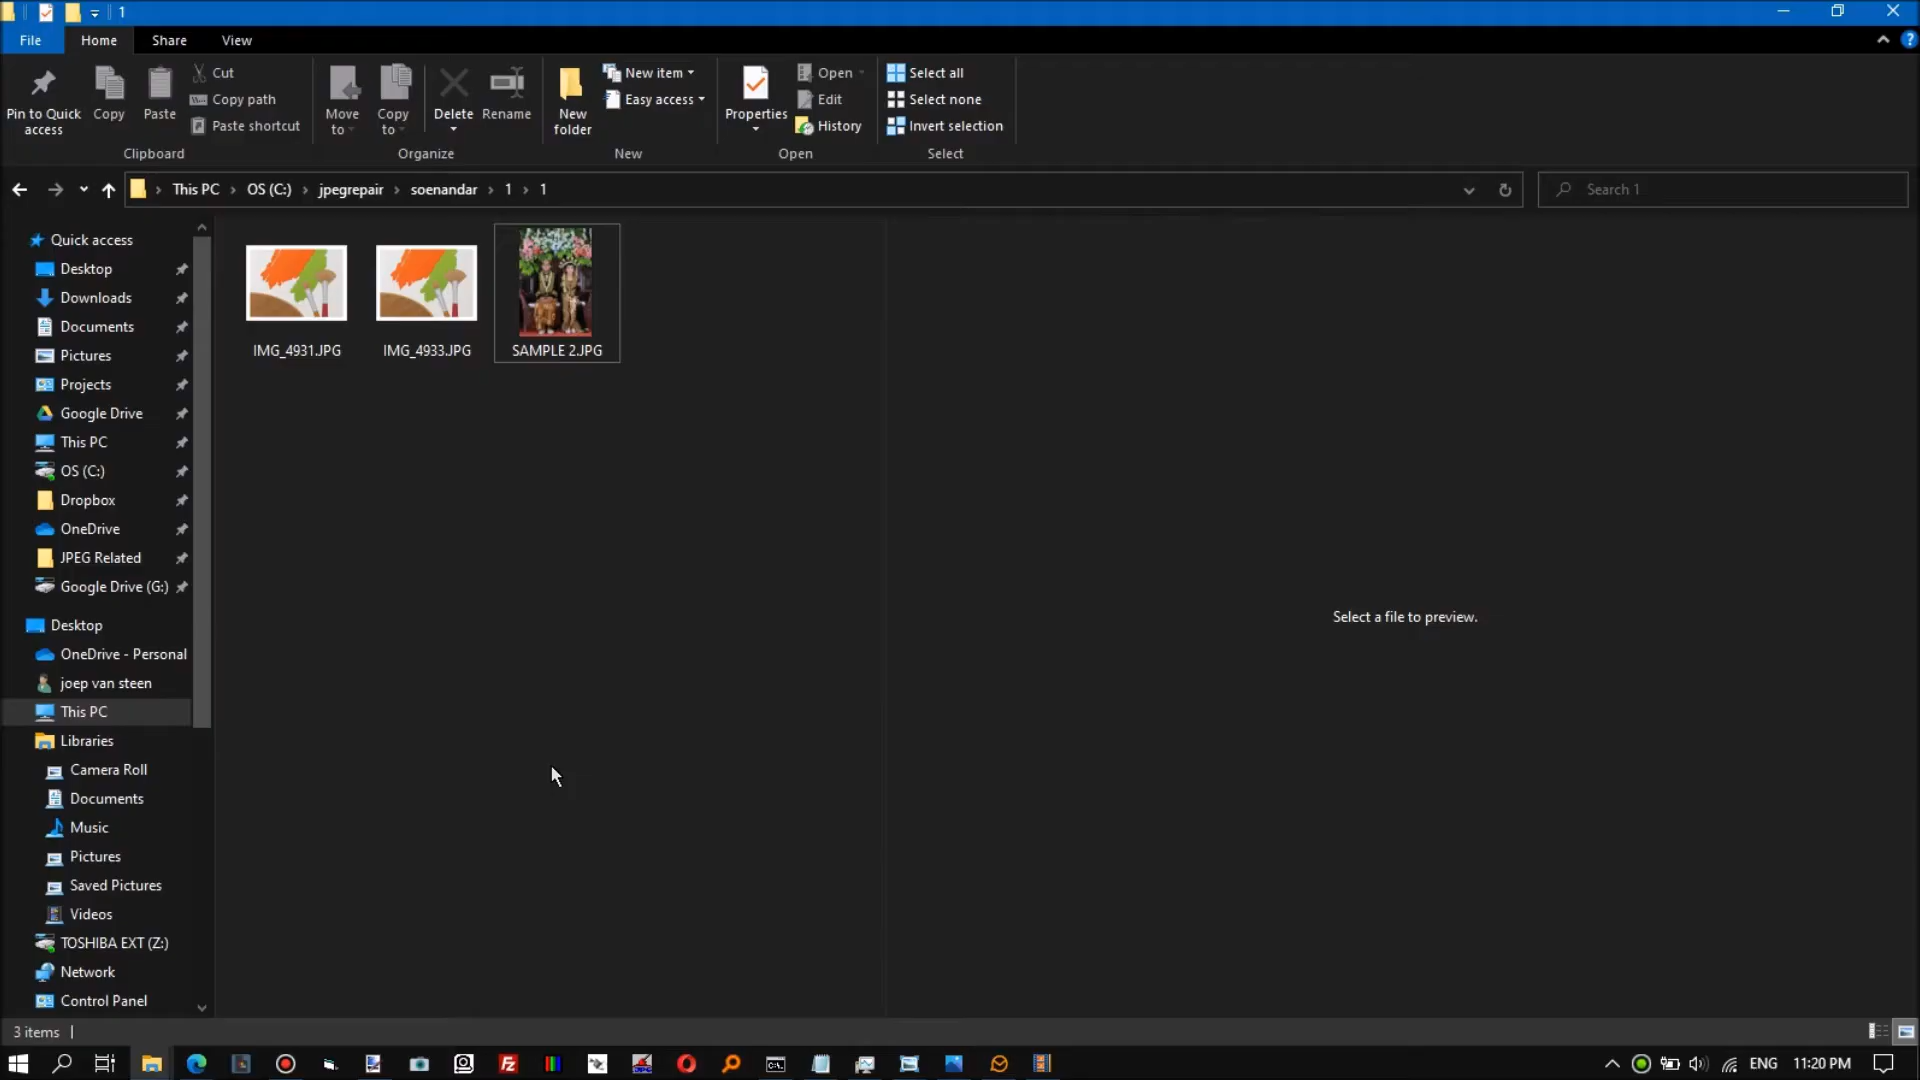 1
File
Home
Share
View
Pin to Quick access
Copy
Paste
Cut
Copy path
Paste shortcut
Clipboard
Move to
Copy to
Delete
Rename
Organize
New folder
New item
Easy access
New
Properties
Open
Edit
History
Open
Select all
Select none
Invert selection
Select
This PC
OS (C:)
jpegrepair
soenandar
1
1
Search 1
Quick access
Desktop
Downloads
Documents
Pictures
Projects
Google Drive
This PC
OS (C:)
Dropbox
OneDrive
JPEG Related
Google Drive (G:)
Desktop
OneDrive - Personal
joep van steen
This PC
Libraries
Camera Roll
Documents
Music
Pictures
Saved Pictures
Videos
TOSHIBA EXT (Z:)
Network
Control Panel
IMG_4931.JPG
IMG_4933.JPG
SAMPLE 2.JPG
Select a file to preview.
3 items
ENG
11:20 PM